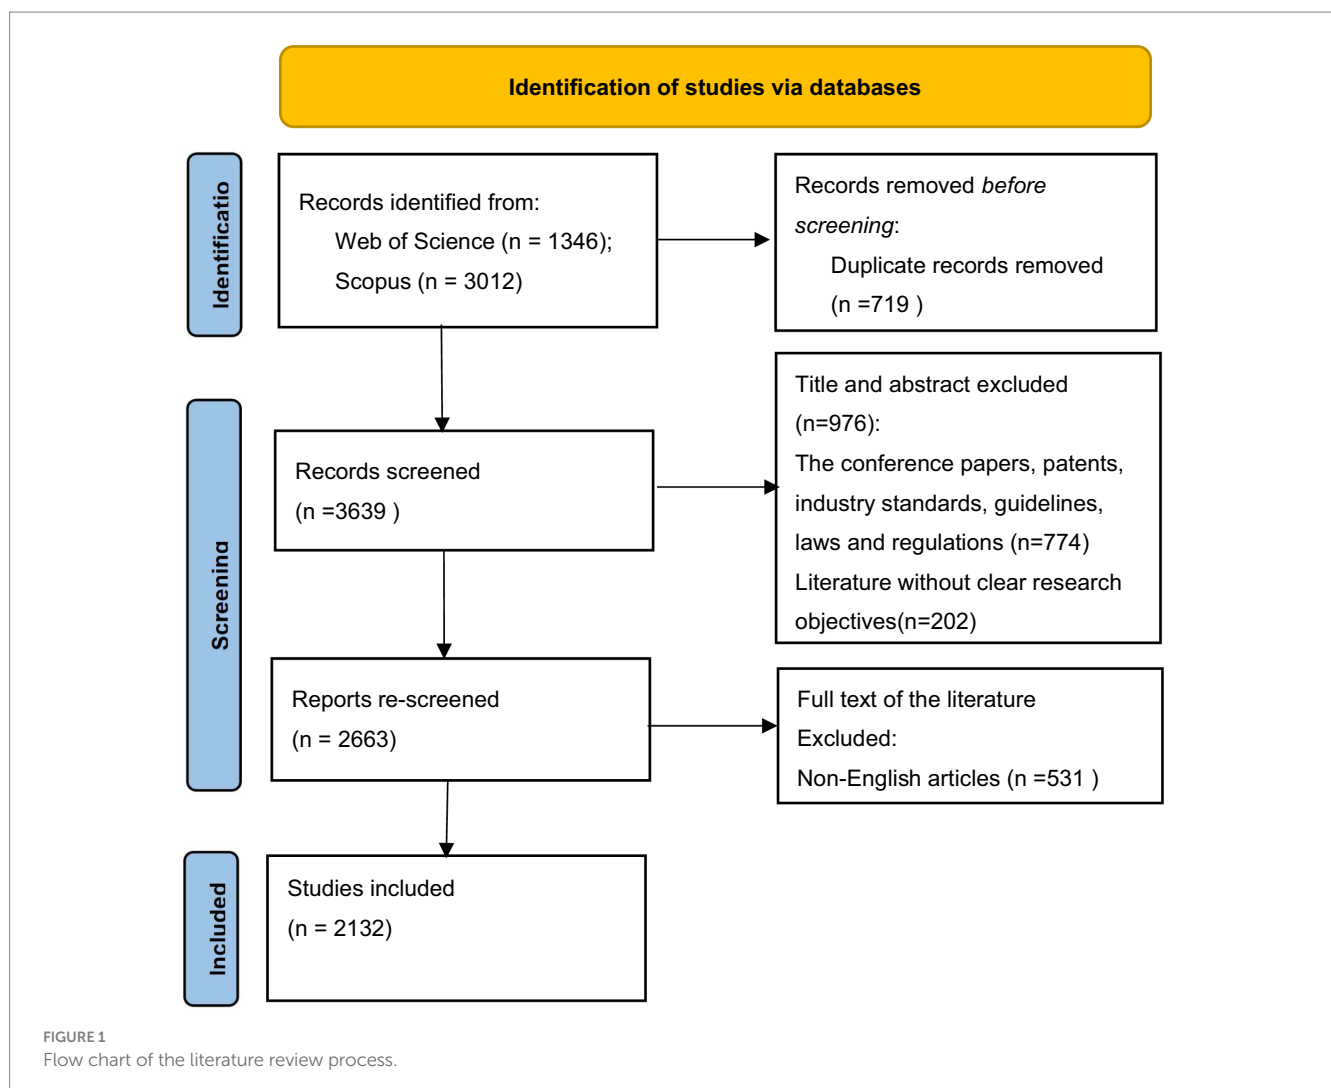 Identification of studies via databases
Identificatio
Records identified from:
Web of Science (n = 1346);
Scopus (n = 3012)
Records removed before
screening:
Duplicate records removed
(n =719 )
Screening
Records screened
(n =3639 )
Title and abstract excluded
(n=976):
The conference papers, patents,
industry standards, guidelines,
laws and regulations (n=774)
Literature without clear research
objectives(n=202)
Reports re-screened
(n = 2663)
Full text of the literature
Excluded:
Non-English articles (n =531 )
Included
Studies included
(n = 2132)
FIGURE 1
Flow chart of the literature review process.